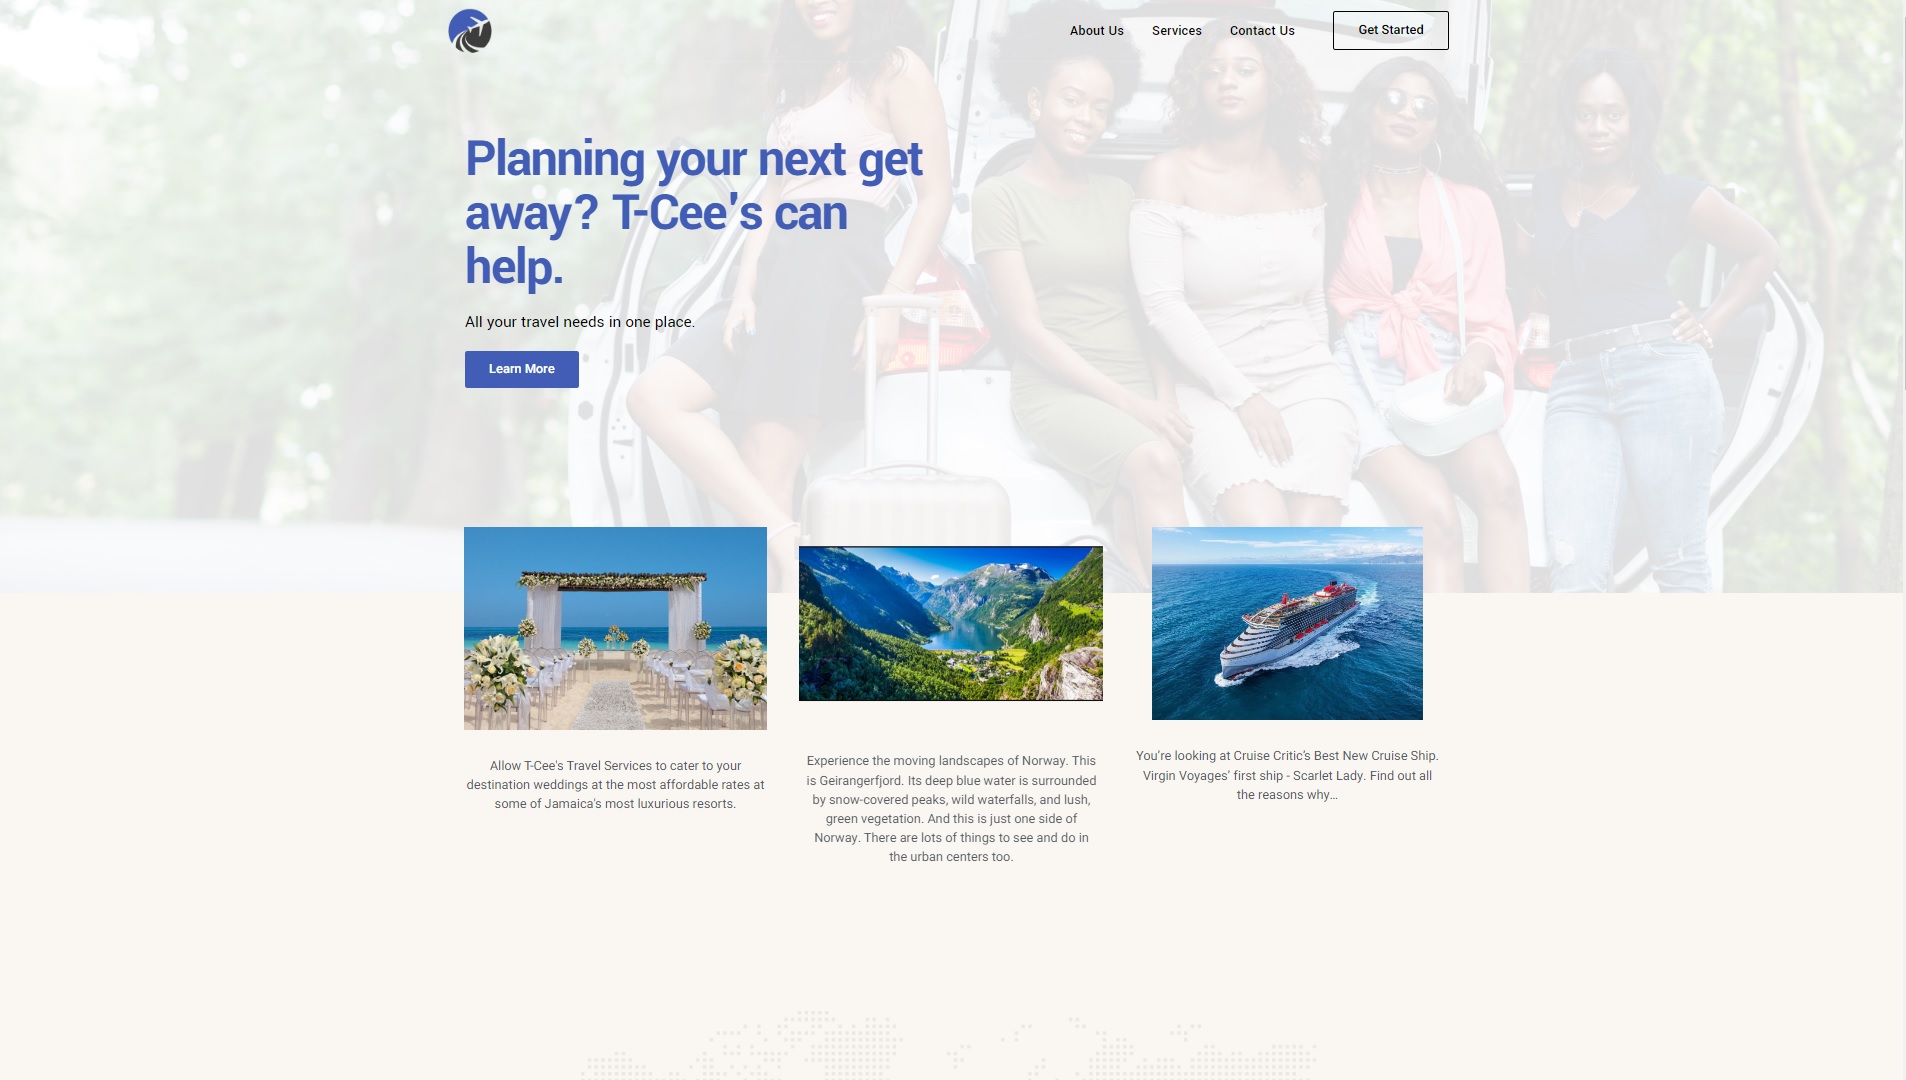 About Us
Services
Contact Us
Get Started
Planning your next get
away? T-Cee's can
help.
All your travel needs in one place.
Learn More
Allow T-Cee's Travel Services to cater to your
destination weddings at the most affordable rates at
some of Jamaica's most luxurious resorts.
Experience the moving landscapes of Norway. This
is Geirangerfjord. Its deep blue water is surrounded
by snow-covered peaks, wild waterfalls, and lush,
green vegetation. And this is just one side of
Norway. There are lots of things to see and do in
the urban centers too.
You’re looking at Cruise Critic’s Best New Cruise Ship.
Virgin Voyages’ first ship - Scarlet Lady. Find out all
the reasons why…